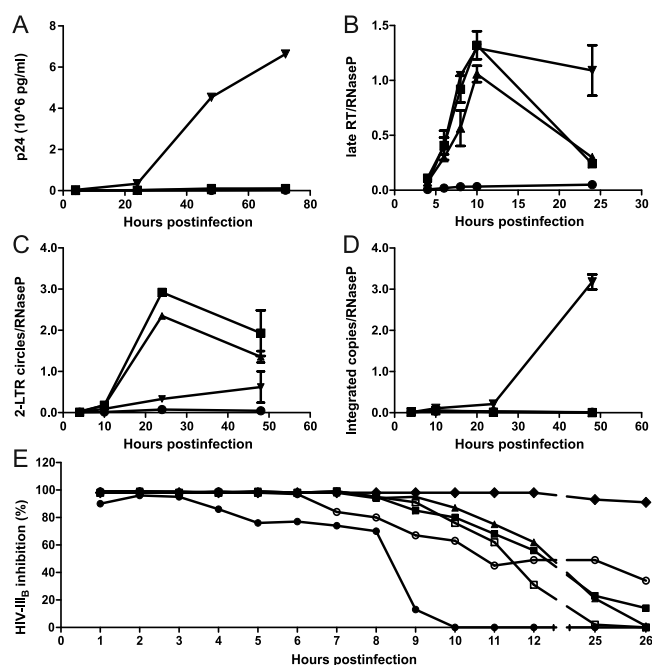 A
B
p24 (10^6 pg/ml)
8
6
4
2
0
0 20 40 60 80
Hours postinfection
late RT/RNaseP
1.5
1.0
0.5
0.0
0 5 10 15 20 25 30
Hours postinfection
C
D
2-LTR circles/RNaseP
4.0
3.0
2.0
1.0
0.0
0 10 20 30 40 50 60
Hours postinfection
Integrated copies/RNaseP
4.0
3.0
2.0
1.0
0.0
0 10 20 30 40 50 60
Hours postinfection
E
HIV-IIIB inhibition (%)
120
100
80
60
40
20
0
0 1 2 3 4 5 6 7 8 9 10 11 12 25 26
Hours postinfection